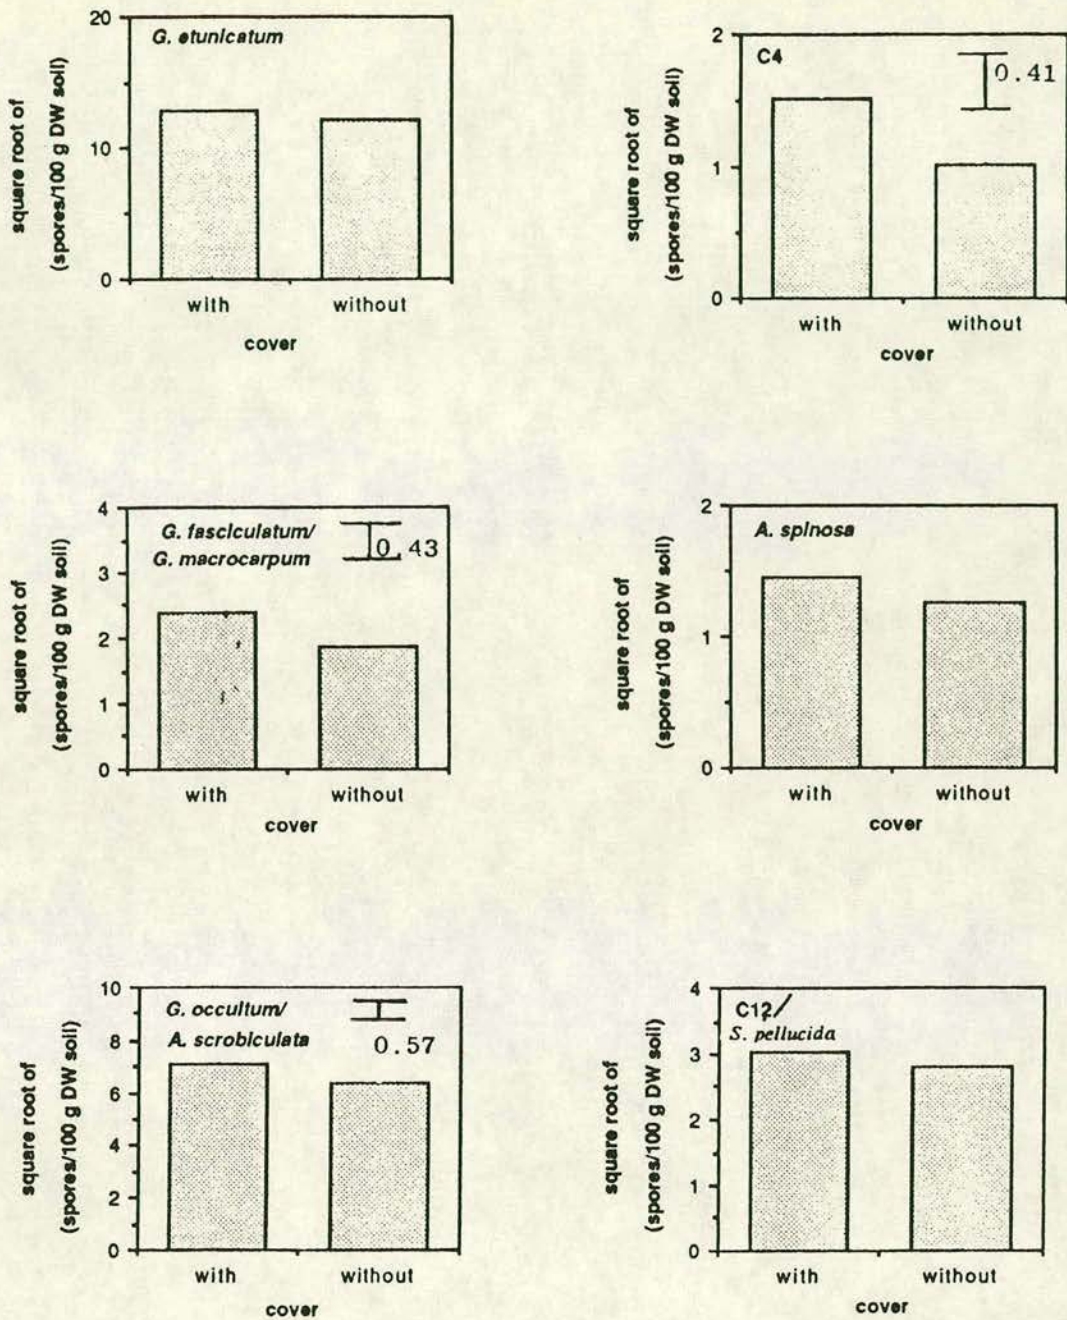 G. etunicatum
square root of
(spores/100 g DW soil)
20
10
0
with without
cover
C4
0.41
square root of
(spores/100 g DW soil)
2
1
0
with without
cover
G. fasciculatum/
G. macrocarpum
0.43
square root of
(spores/100 g DW soil)
4
3
2
1
0
with without
cover
A. spinosa
square root of
(spores/100 g DW soil)
2
1
0
with without
cover
G. occultum/
A. scrobiculata
0.57
square root of
(spores/100 g DW soil)
10
8
6
4
2
0
with without
cover
C12/
S. pellucida
square root of
(spores/100 g DW soil)
4
3
2
1
0
with without
cover